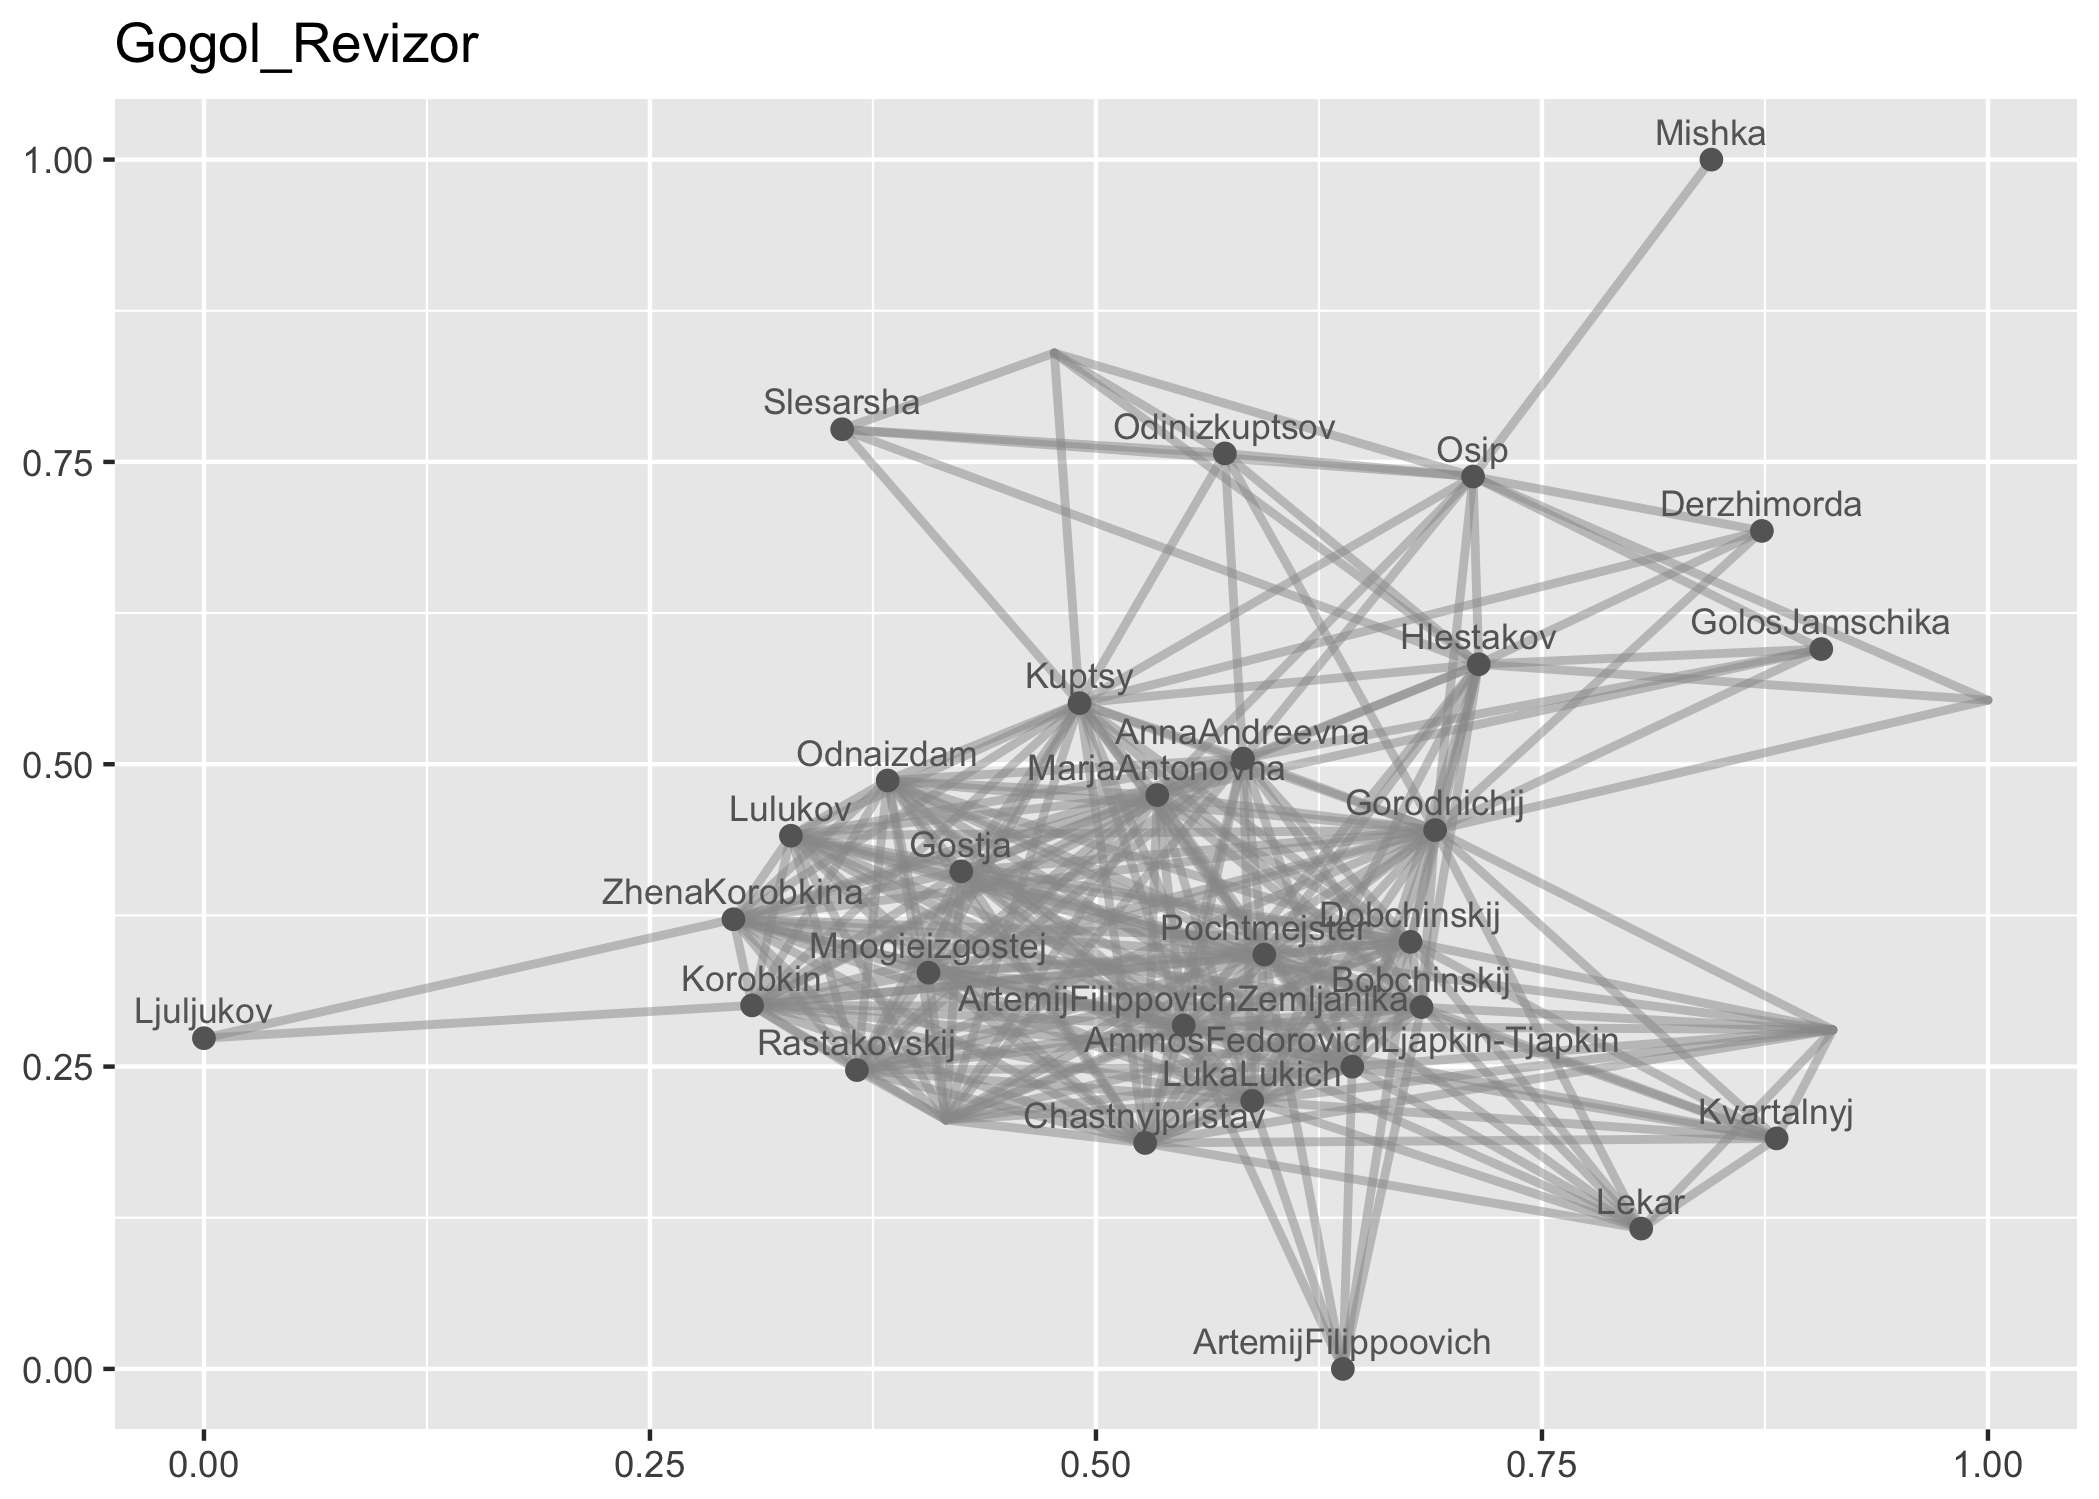 Gogol_Revizor
1.00
0.75
0.50
0.25
0.00
Mishka
Slesarsha
Odinizkuptsov
Osip
Derzhimorda
GolosJamschika
Hlestakov
Kuptsy
AnnaAndreevna
Odnaizdam
MarjaAntonovna
Gorodnichij
Lulukov
Gostja
ZhenaKorobkina
Dobchinskij
Pochtmejster
Mnogieizgostej
Korobkin
Bobchinskij
ArtemijFilippovichZemljanika
Ljuljukov
Rastakovskij
AmmosFedorovichLjapkin-Tjapkin
LukaLukich
Chastnyjpristav
Kvartalnyj
Lekar
ArtemijFilippoovich
0.00 0.25 0.50 0.75 1.00